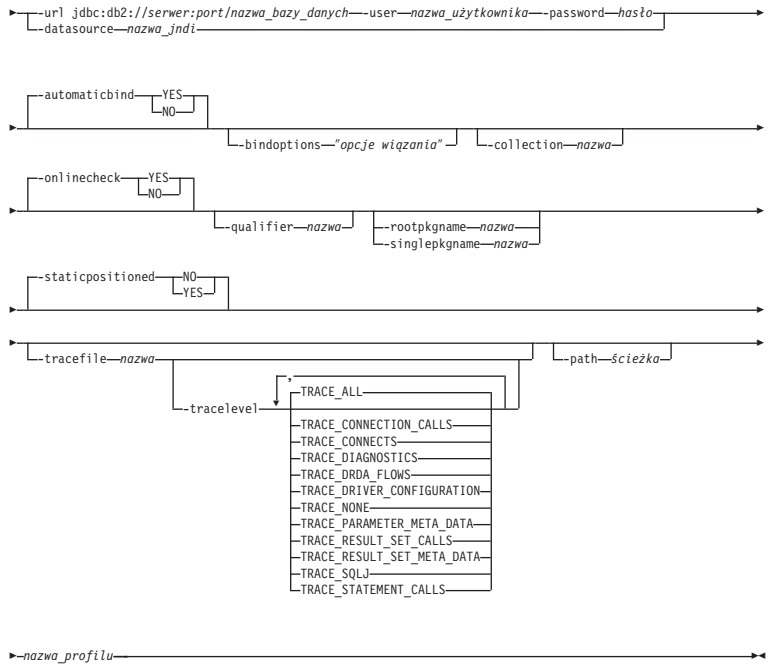 -url jdbc:db2://serwer:port/nazwa_bazy_danych -user nazwa_użytkownika -password hasło
-datasource nazwa_jndi
-automaticbind YES
NO
-bindoptions "opcje wiązania" -collection nazwa
-onlinecheck YES
NO
-qualifier nazwa -rootpkgname nazwa
-singlepkgname nazwa
-staticpositioned NO
YES
-tracefile nazwa -path ścieżka
,
-tracelevel TRACE_ALL
TRACE_CONNECTION_CALLS
TRACE_CONNECTS
TRACE_DIAGNOSTICS
TRACE_DRDA_FLOWS
TRACE_DRIVER_CONFIGURATION
TRACE_NONE
TRACE_PARAMETER_META_DATA
TRACE_RESULT_SET_CALLS
TRACE_RESULT_SET_META_DATA
TRACE_SQLJ
TRACE_STATEMENT_CALLS
nazwa_profilu